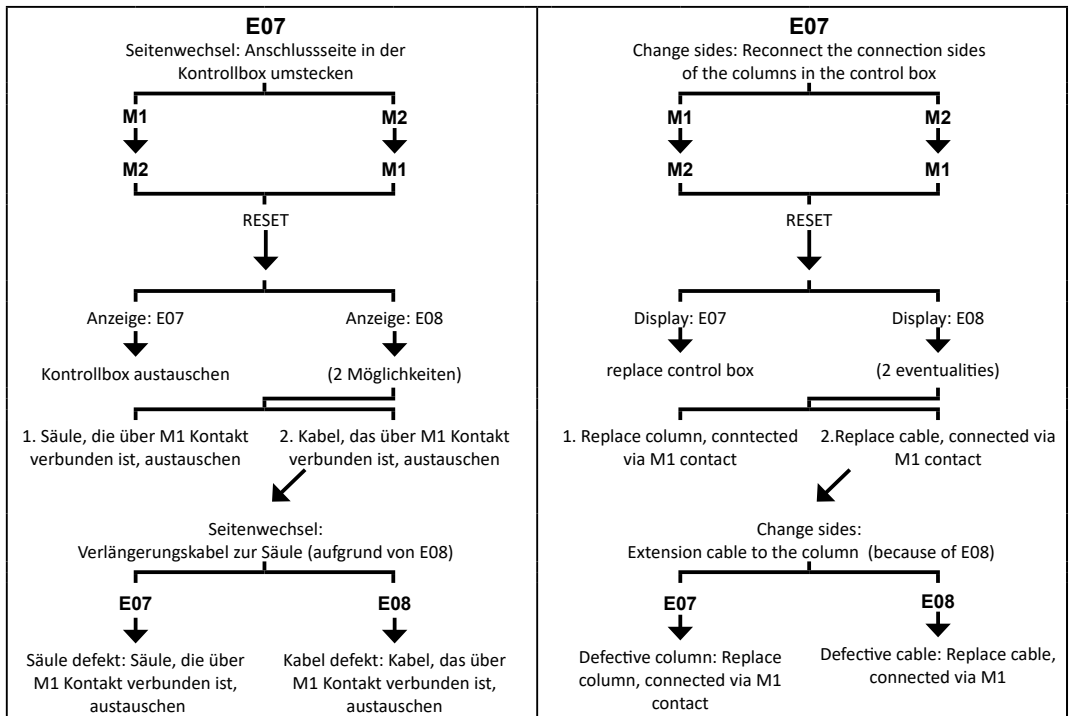 E07
Seitenwechsel: Anschlussseite in der
Kontrollbox umstecken
M1
M2
M2
M1
RESET
Anzeige: E07
Anzeige: E08
Kontrollbox austauschen
(2 Möglichkeiten)
1. Säule, die über M1 Kontakt
verbunden ist, austauschen
2. Kabel, das über M1 Kontakt
verbunden ist, austauschen
Seitenwechsel:
Verlängerungskabel zur Säule (aufgrund von E08)
E07
E08
Säule defekt: Säule, die über
M1 Kontakt verbunden ist,
austauschen
Kabel defekt: Kabel, das über
M1 Kontakt verbunden ist,
austauschen
E07
Change sides: Reconnect the connection sides
of the columns in the control box
M1
M2
M2
M1
RESET
Display: E07
Display: E08
replace control box
(2 eventualities)
1. Replace column, conntected
via M1 contact
2.Replace cable, connected via
M1 contact
Change sides:
Extension cable to the column (because of E08)
E07
E08
Defective column: Replace
column, connected via M1
contact
Defective cable: Replace cable,
connected via M1